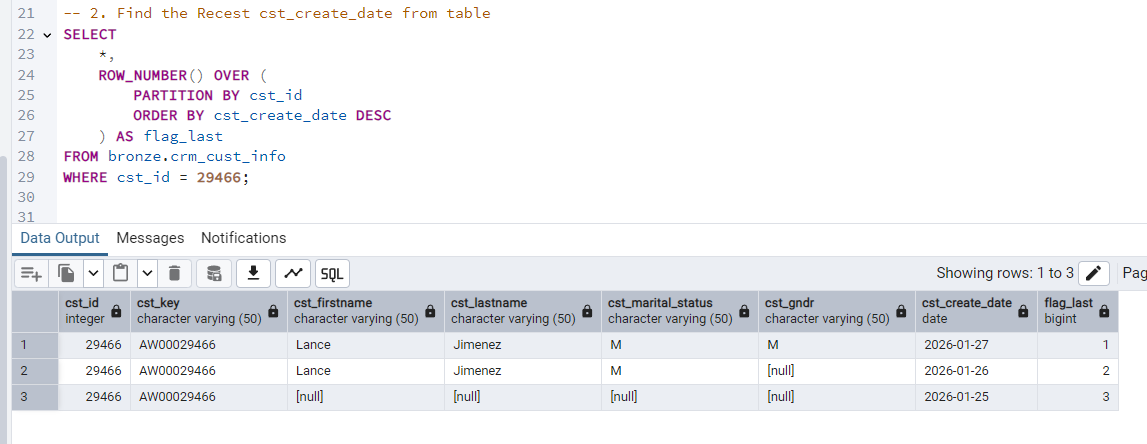 21 -- 2. Find the Recest cst_create_date from table
22 SELECT
23 *,
24 ROW_NUMBER() OVER (
25 PARTITION BY cst_id
26 ORDER BY cst_create_date DESC
27 ) AS flag_last
28 FROM bronze.crm_cust_info
29 WHERE cst_id = 29466;
30
31
Data Output Messages Notifications
SQL Showing rows: 1 to 3 Pag
cst_id cst_key cst_firstname cst_lastname cst_marital_status cst_gndr cst_create_date flag_last
integer character varying (50) character varying (50) character varying (50) character varying (50) character varying (50) date bigint
1 29466 AW00029466 Lance Jimenez M M 2026-01-27 1
2 29466 AW00029466 Lance Jimenez M [null] 2026-01-26 2
3 29466 AW00029466 [null] [null] [null] [null] 2026-01-25 3